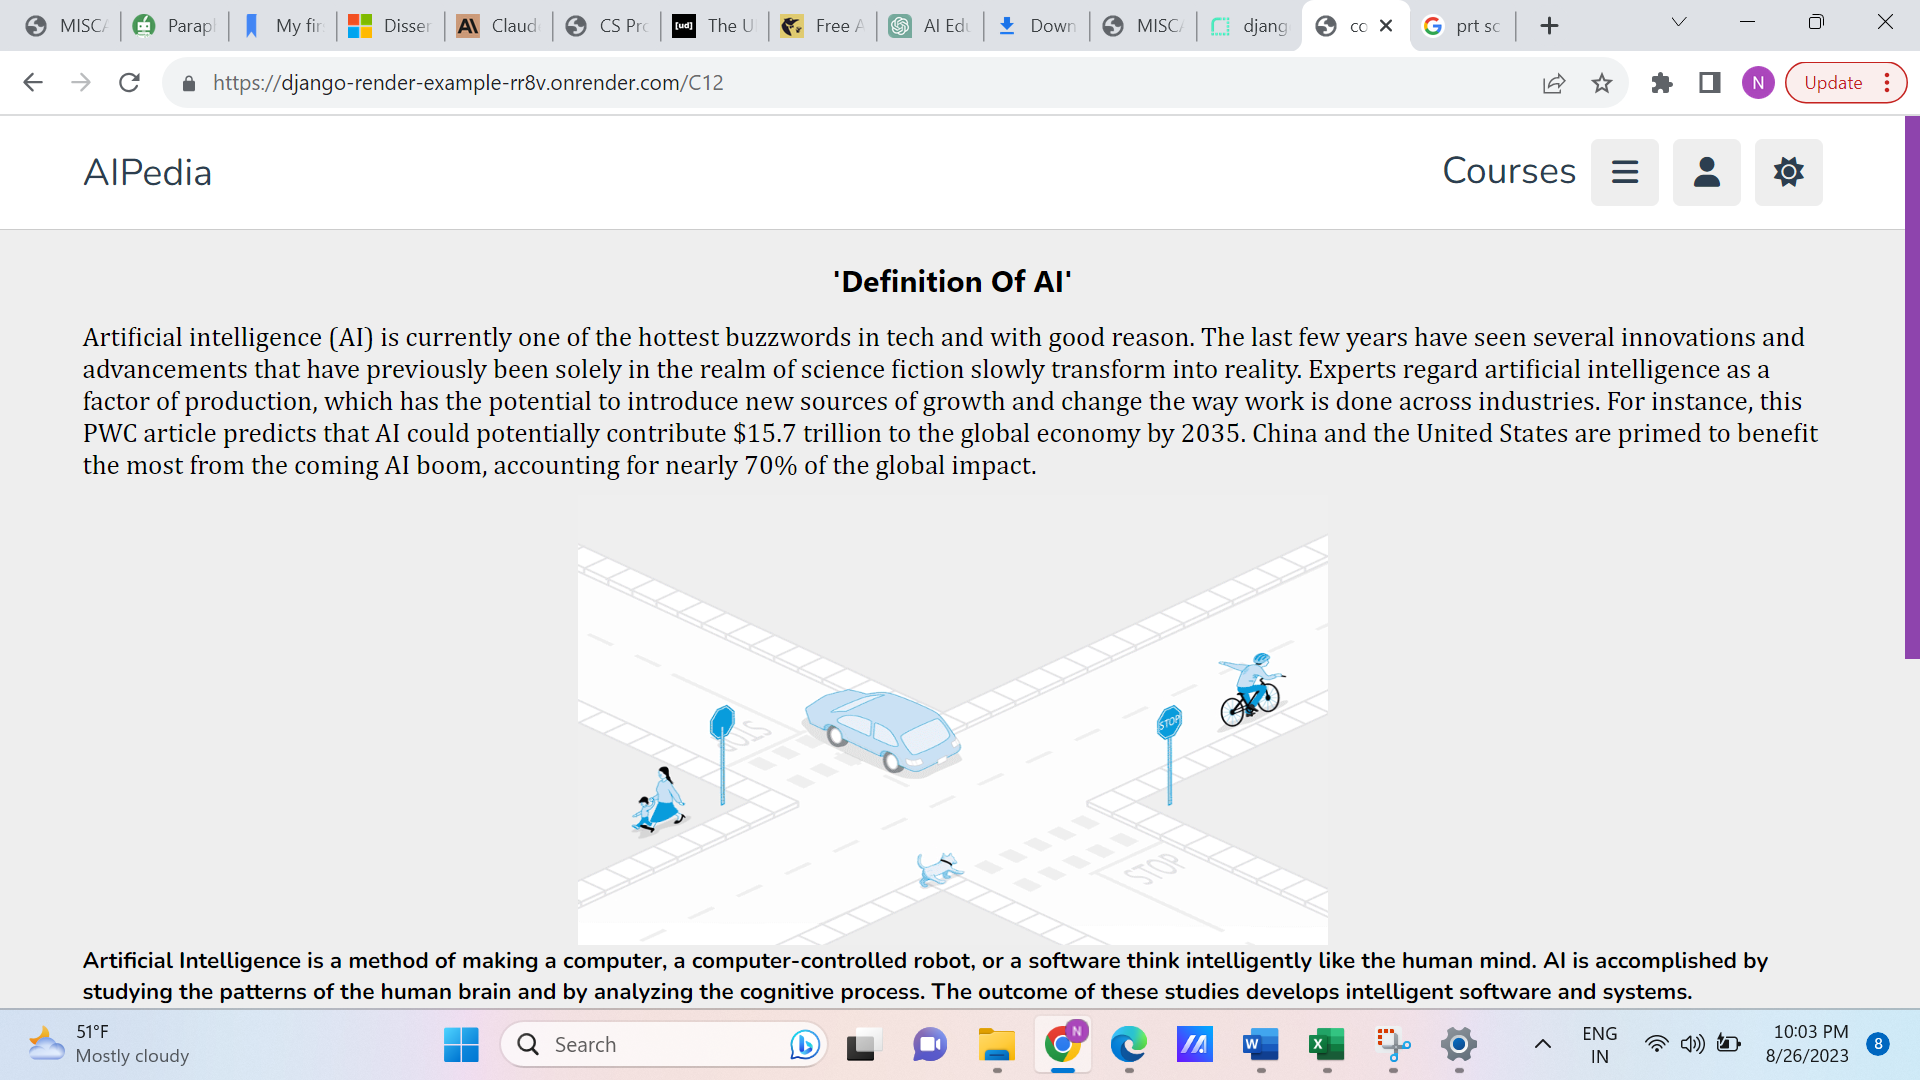 MISCA Parap My fir Disser Claud CS Pro The U Free A AI Edu Down MISCA djang co prt sc
https://django-render-example-rr8v.onrender.com/C12 N Update
AIPedia Courses
'Definition Of AI'
Artificial intelligence (AI) is currently one of the hottest buzzwords in tech and with good reason. The last few years have seen several innovations and
advancements that have previously been solely in the realm of science fiction slowly transform into reality. Experts regard artificial intelligence as a
factor of production, which has the potential to introduce new sources of growth and change the way work is done across industries. For instance, this
PWC article predicts that AI could potentially contribute $15.7 trillion to the global economy by 2035. China and the United States are primed to benefit
the most from the coming AI boom, accounting for nearly 70% of the global impact.
STOP
STOP
STOP
Artificial Intelligence is a method of making a computer, a computer-controlled robot, or a software think intelligently like the human mind. AI is accomplished by
studying the patterns of the human brain and by analyzing the cognitive process. The outcome of these studies develops intelligent software and systems.
51°F
Mostly cloudy
Search
N
ENG
IN
10:03 PM
8/26/2023
8